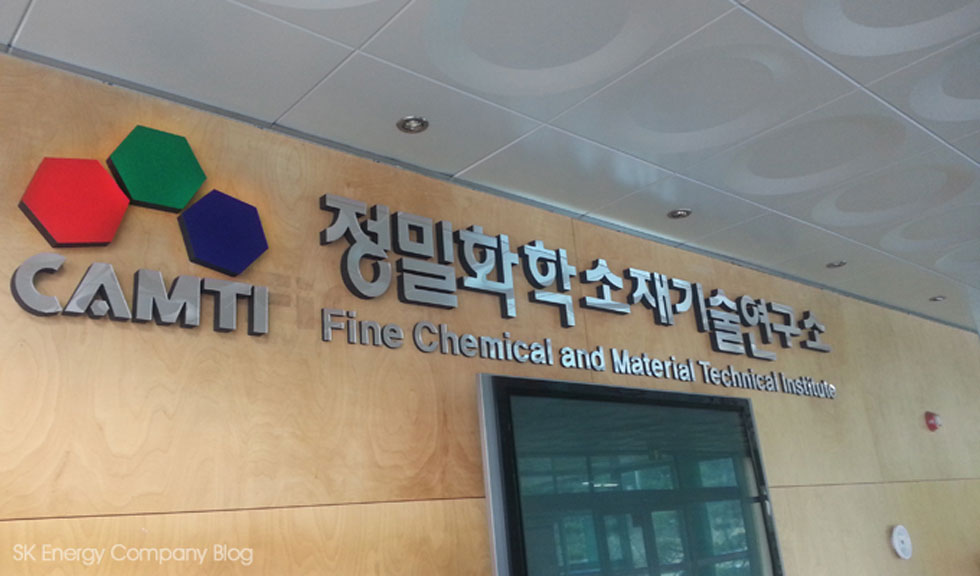 CAMTI
정밀화학소재기술연구소
Fine Chemical and Material Technical Institute
SK Energy Company Blog